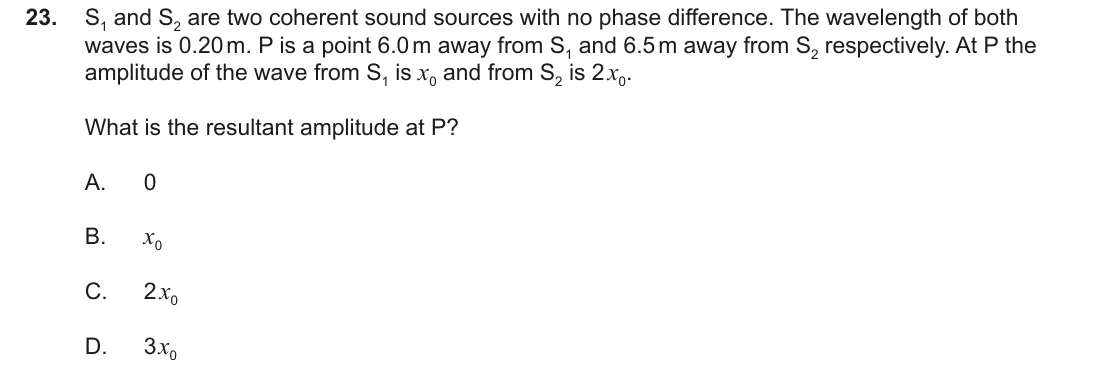 23. S₁ and S₂ are two coherent sound sources with no phase difference. The wavelength of both
waves is 0.20 m. P is a point 6.0 m away from S₁ and 6.5 m away from S₂ respectively. At P the
amplitude of the wave from S₁ is x₀ and from S₂ is 2x₀.
What is the resultant amplitude at P?
A. 0
B. x₀
C. 2x₀
D. 3x₀